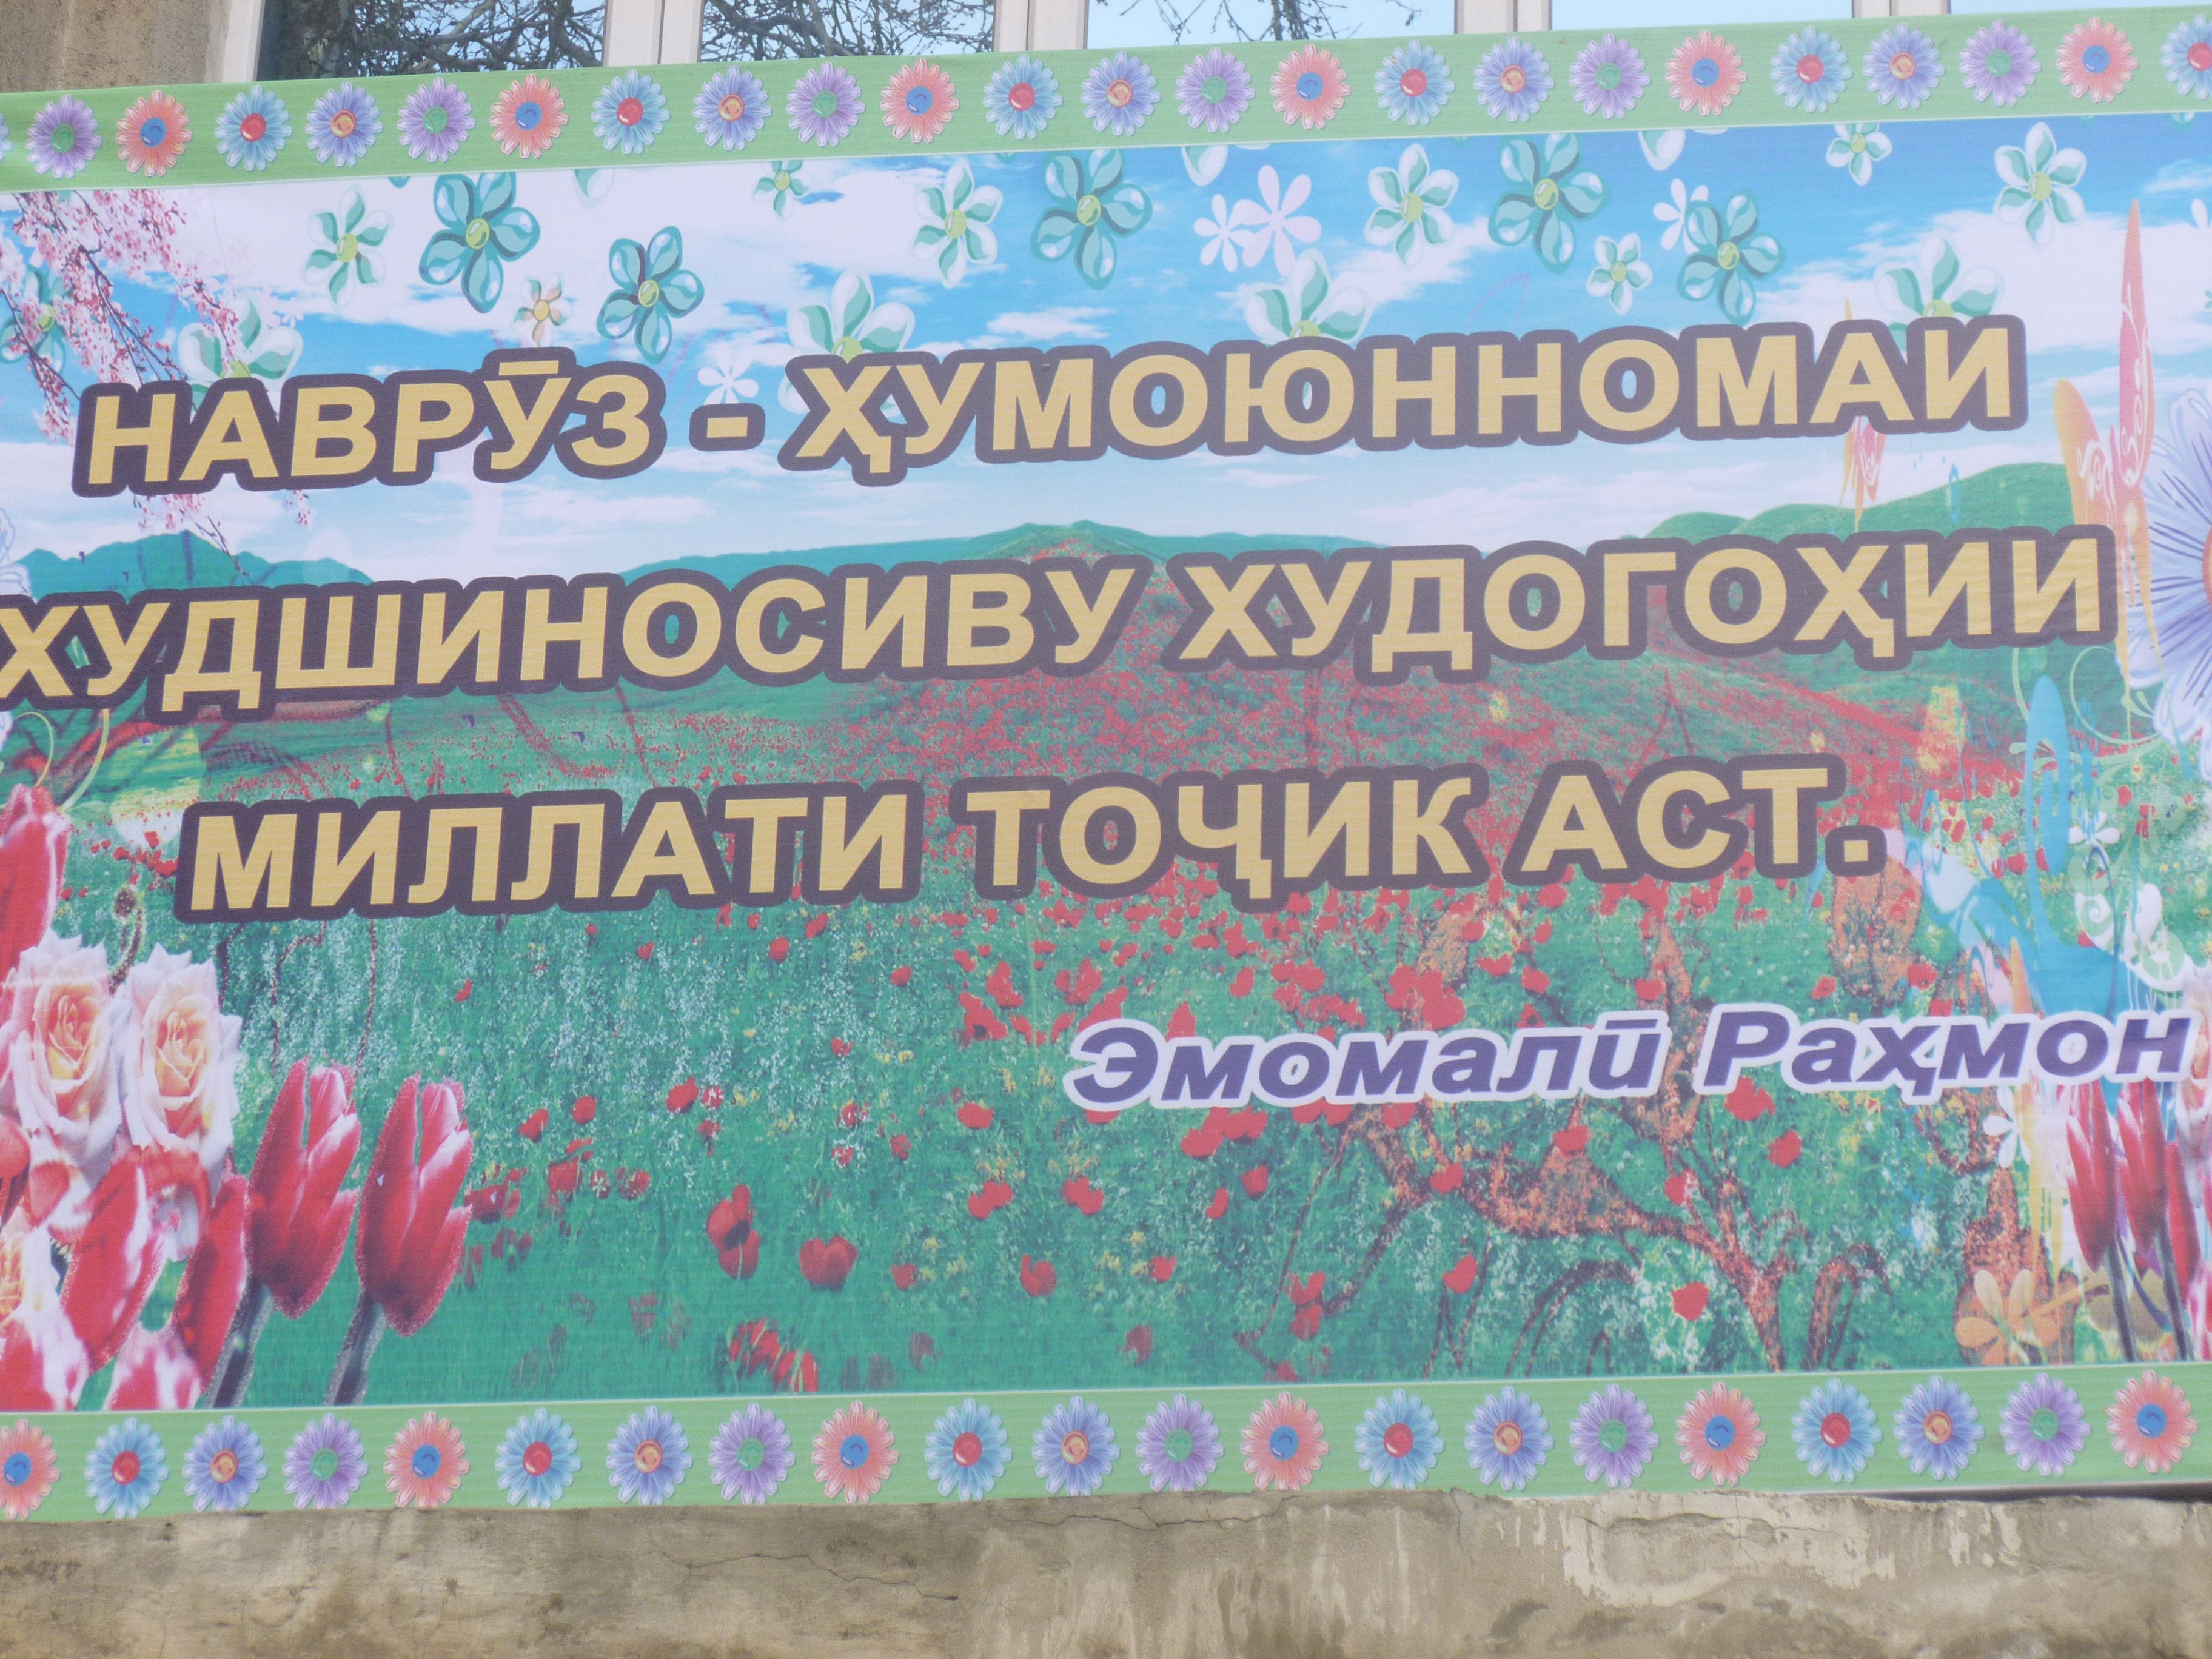 НАВРӮЗ - ҲУМОЮННОМАИ
ХУДШИНОСИВУ ХУДОГОҲИИ
МИЛЛАТИ ТОҶИК АСТ.
Эмомалӣ Раҳмон